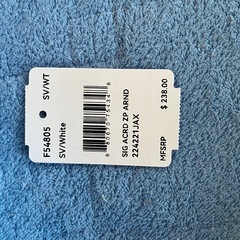 F54805 SV/WT
SV/White
SIG ACRD ZP ARND
224221JAX
MFSRP $ 238.00